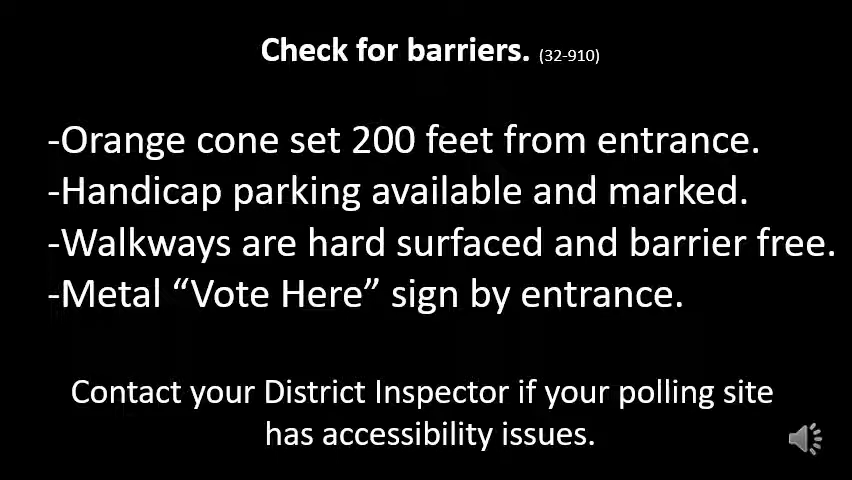 Check for barriers. (32-910)
-Orange cone set 200 feet from entrance.
-Handicap parking available and marked.
-Walkways are hard surfaced and barrier free.
-Metal “Vote Here” sign by entrance.
Contact your District Inspector if your polling site
has accessibility issues.